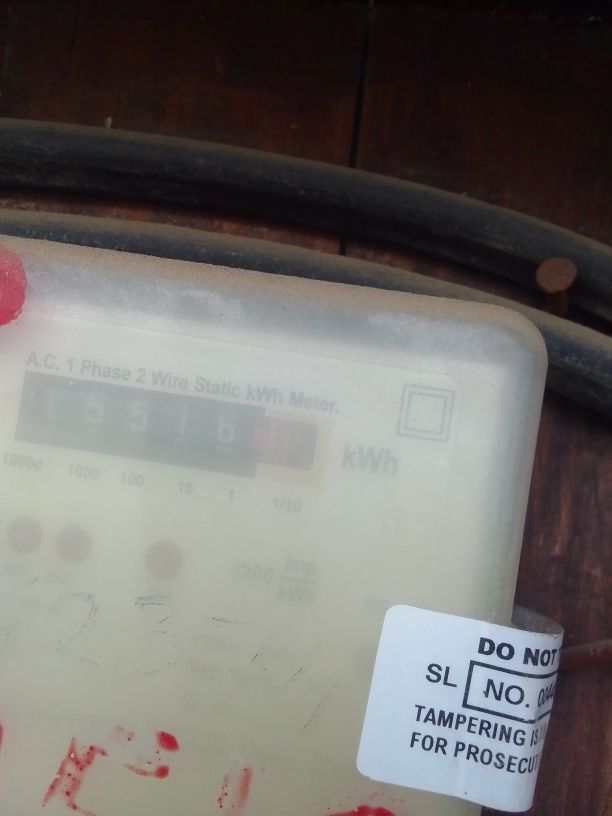 A.C. 1 Phase 2 Wire Static kWh Meter.
1 5 5 1 6 1 kWh
10000 1000 100 10 1 1/10
3200 Imp
kWh
DO NOT
SL NO.
TAMPERING IS
FOR PROSECUT